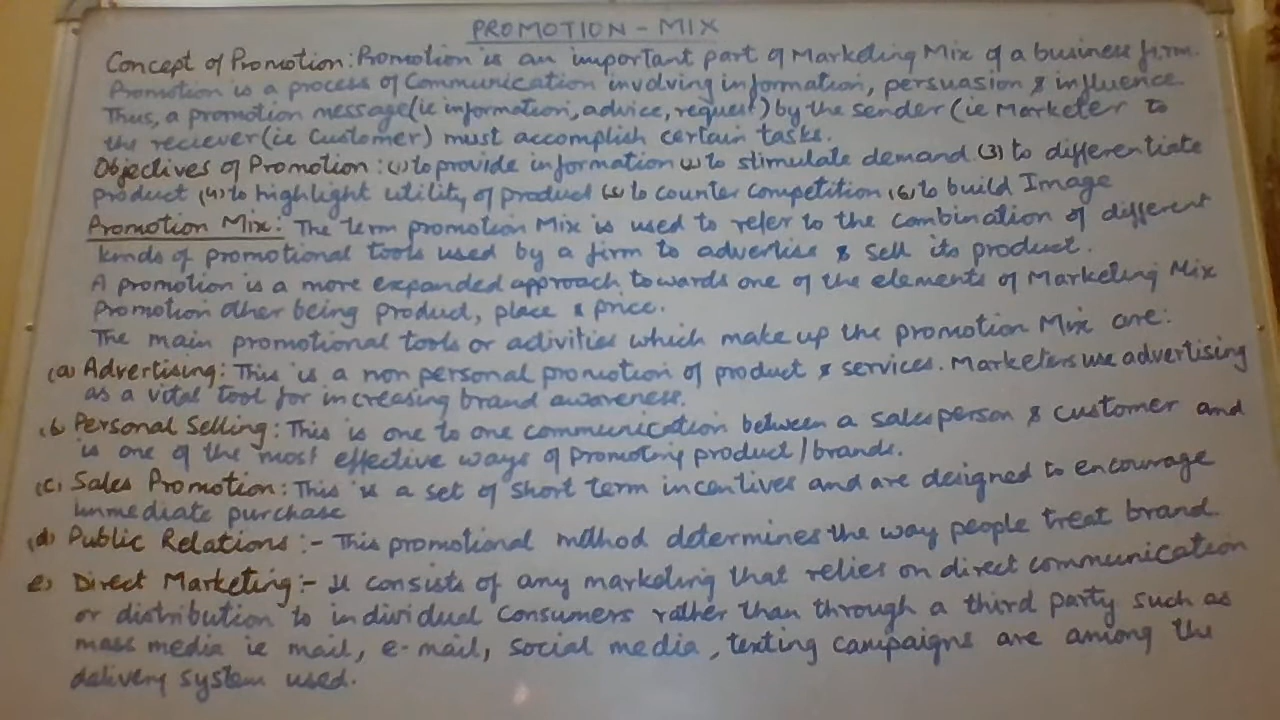 PROMOTION - MIX
Concept of Promotion: Promotion is an important part of Marketing Mix of a business firm.
Promotion is a process of Communication involving information, persuasion & influence.
Thus, a promotion message (ie information, advice, request) by the sender (ie Marketer to
the reciever (ie Customer) must accomplish certain tasks.
Objectives of Promotion: (1) to provide information (2) to stimulate demand (3) to differentiate
product (4) to highlight utility of product (5) to counter competition (6) to build Image
Promotion Mix: The term promotion Mix is used to refer to the combination of different
kinds of promotional tools used by a firm to advertise & sell its product.
A promotion is a more expanded approach towards one of the elements of Marketing Mix
Promotion other being product, place & price.
The main promotional tools or activities which make up the promotion Mix are:
(a) Advertising: This is a non personal promotion of product & services. Marketers use advertising
as a vital tool for increasing brand awareness.
(b) Personal Selling: This is one to one communication between a salesperson & customer and
is one of the most effective ways of promoting product/brands.
(c) Sales Promotion: This is a set of short term incentives and are designed to encourage
immediate purchase
(d) Public Relations :- This promotional method determines the way people treat brand.
e) Direct Marketing :- It consists of any marketing that relies on direct communication
or distribution to individual consumers rather than through a third party such as
mass media ie mail, e-mail, social media, texting campaigns are among the
delivery system used.